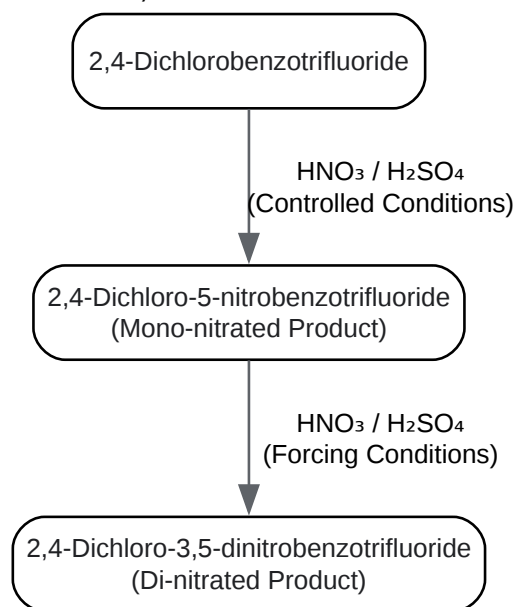 2,4-Dichlorobenzotrifluoride
HNO₃ / H₂SO₄
(Controlled Conditions)
2,4-Dichloro-5-nitrobenzotrifluoride
(Mono-nitrated Product)
HNO₃ / H₂SO₄
(Forcing Conditions)
2,4-Dichloro-3,5-dinitrobenzotrifluoride
(Di-nitrated Product)